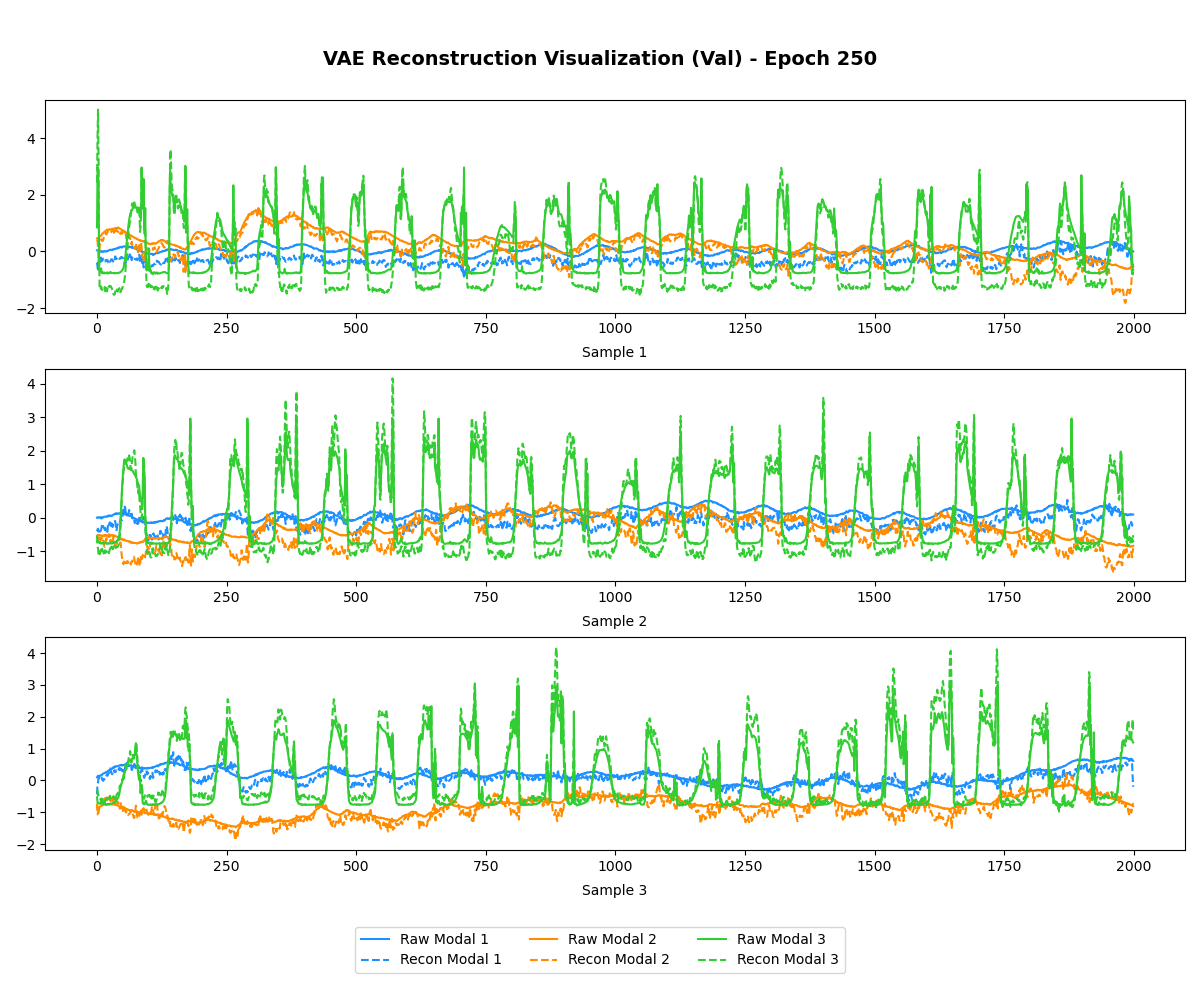 VAE Reconstruction Visualization (Val) - Epoch 250
4
2
0
−2
0 250 500 750 1000 1250 1500 1750 2000
Sample 1
4
3
2
1
0
−1
0 250 500 750 1000 1250 1500 1750 2000
Sample 2
4
3
2
1
0
−1
−2
0 250 500 750 1000 1250 1500 1750 2000
Sample 3
Raw Modal 1 Raw Modal 2 Raw Modal 3
Recon Modal 1 Recon Modal 2 Recon Modal 3